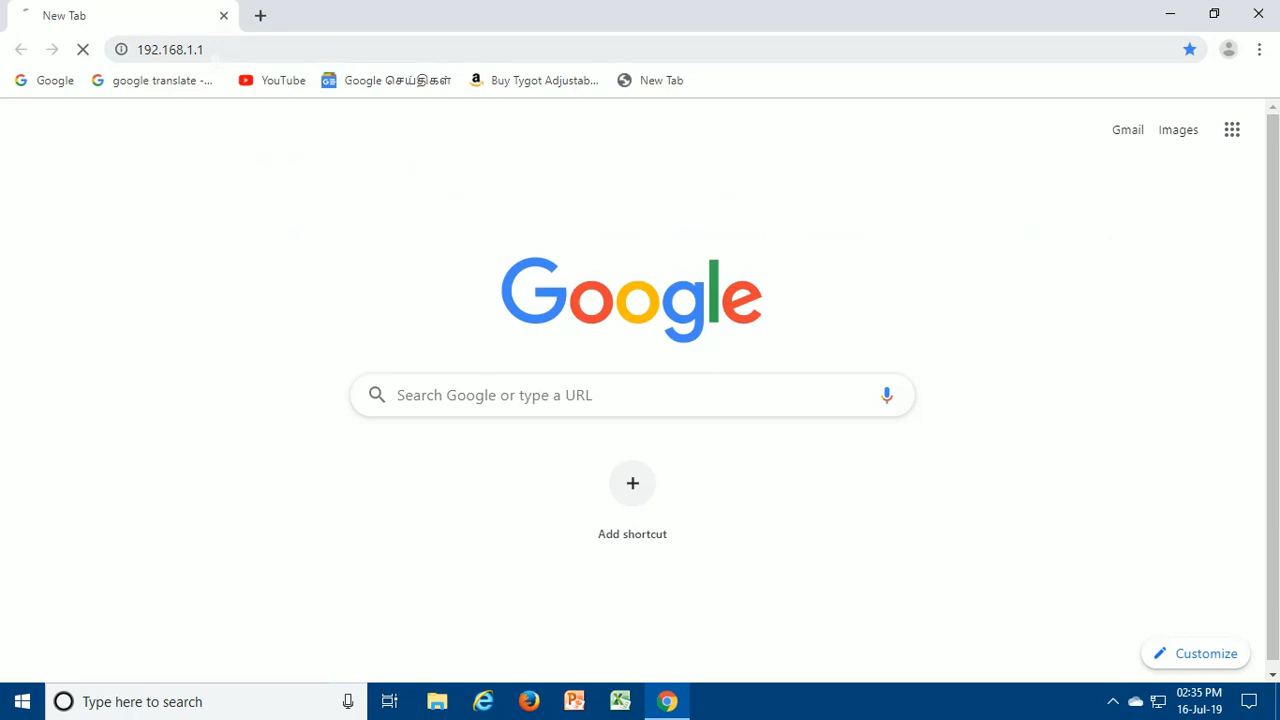 New Tab
192.168.1.1
Google
google translate -...
YouTube
Google செய்திகள்
Buy Tygot Adjustab...
New Tab
Gmail
Images
Google
Search Google or type a URL
Add shortcut
Customize
Type here to search
02:35 PM
16-Jul-19